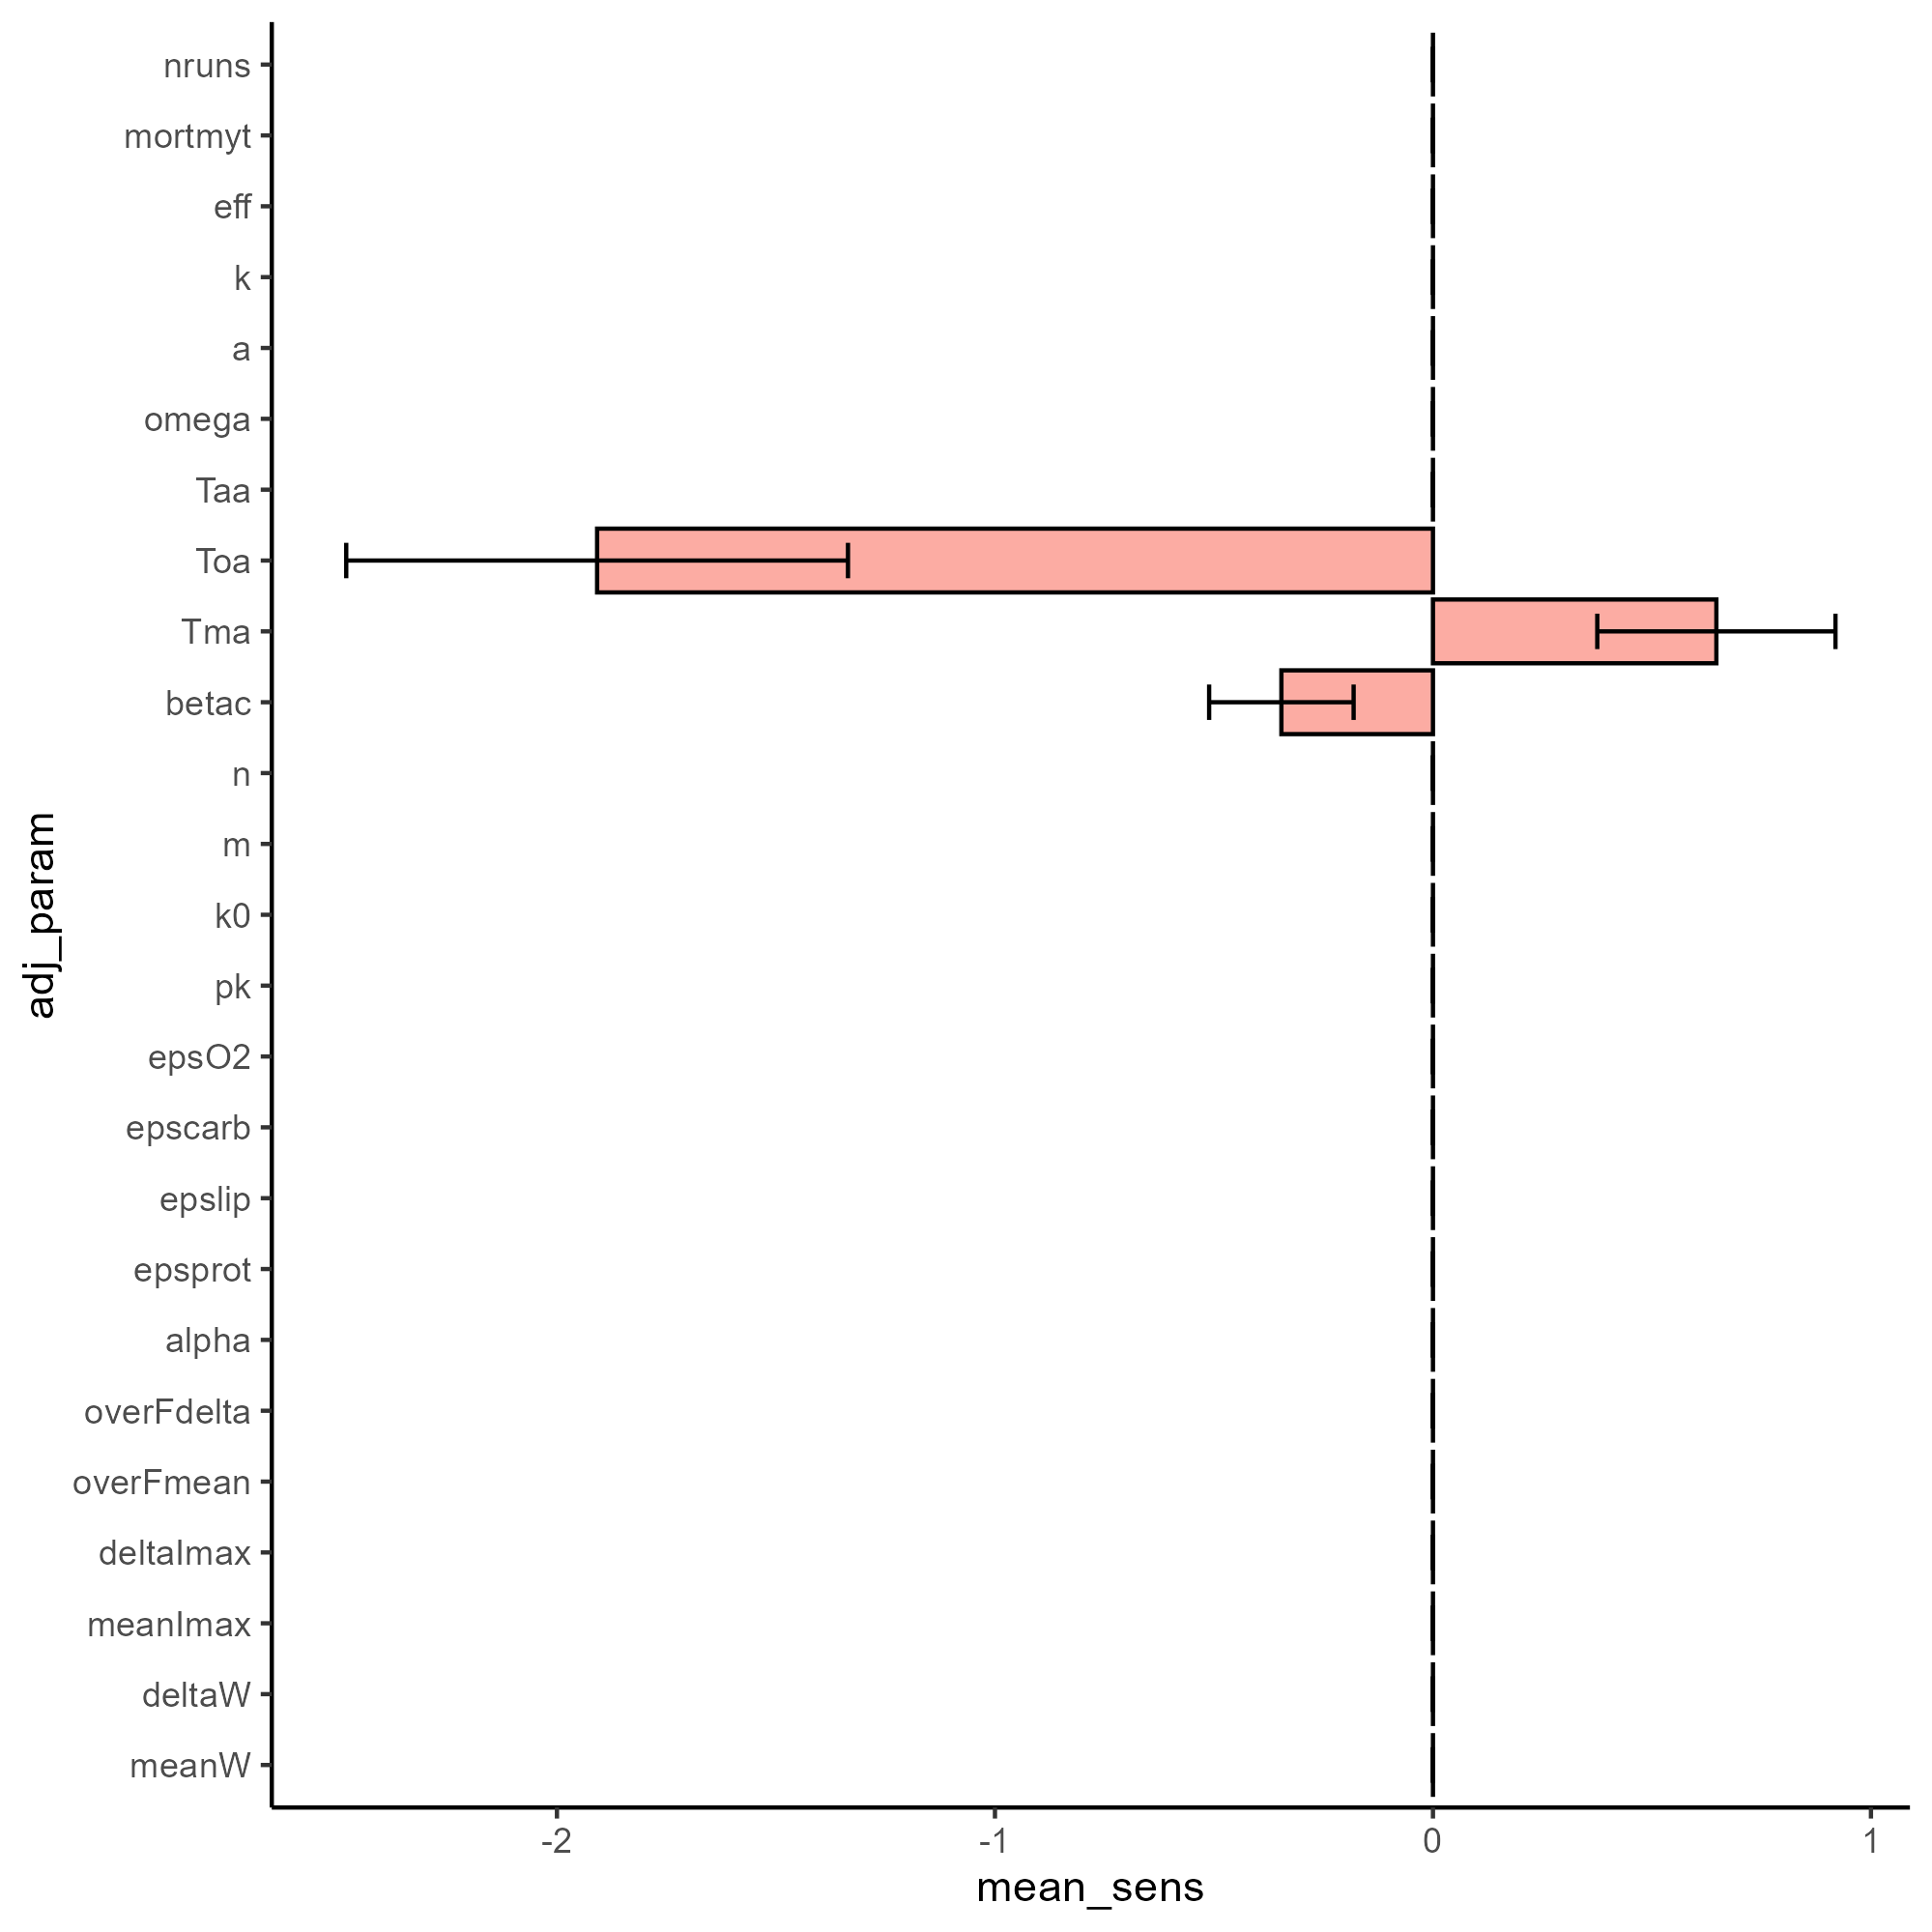 nruns
mortmyt
eff
k
a
omega
Taa
Toa
Tma
betac
n
m
k0
pk
epsO2
epscarb
epslip
epsprot
alpha
overFdelta
overFmean
deltaImax
meanImax
deltaW
meanW
adj_param
-2 -1 0 1
mean_sens